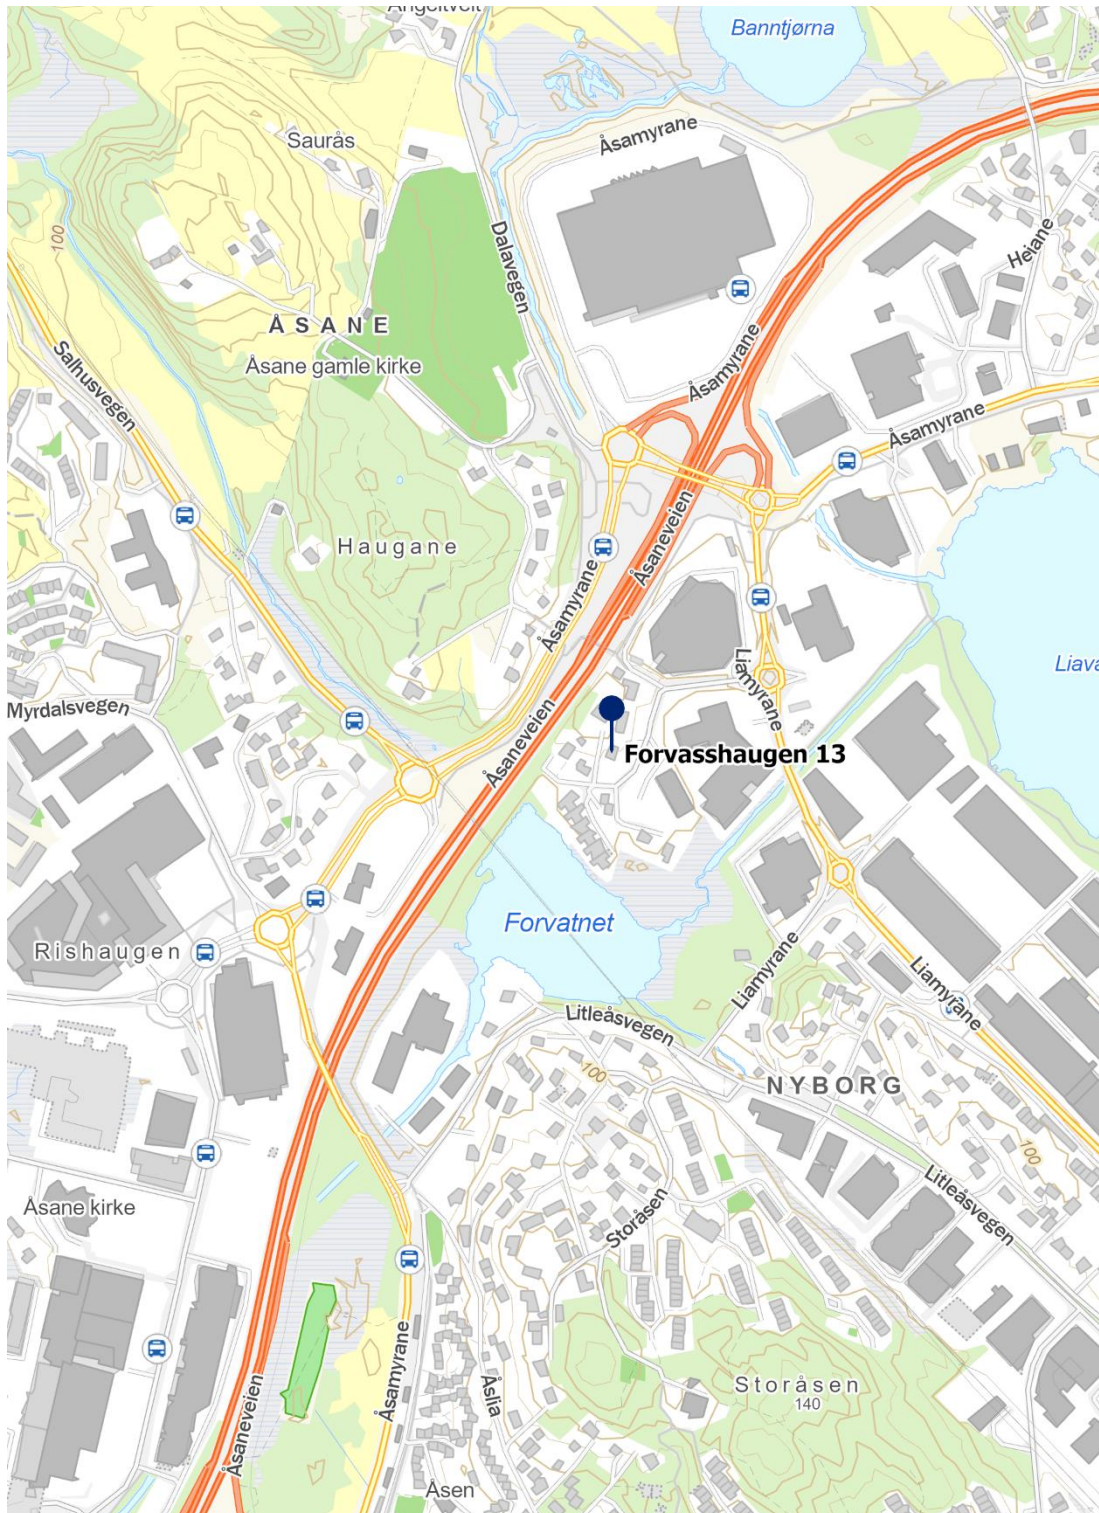 Angeltveit
Banntjørna
Åsamyrane
Saurås
100
Dalavegen
Heiane
ÅSANE
Åsane gamle kirke
Salhusvegen
Åsamyrane
Åsamyrane
Haugane
Åsaneveien
Åsamyrane
Liamyrane
Myrdalsvegen
Åsaneveien
Forvasshaugen 13
Forvatnet
Rishaugen
Liamyrane
Liamyrane
Litleåsvegen
100
NYBORG
100
Litleåsvegen
Åsane kirke
Storåsen
Åsaneveien
Åsamyrane
Åslia
Storåsen
140
Åsen